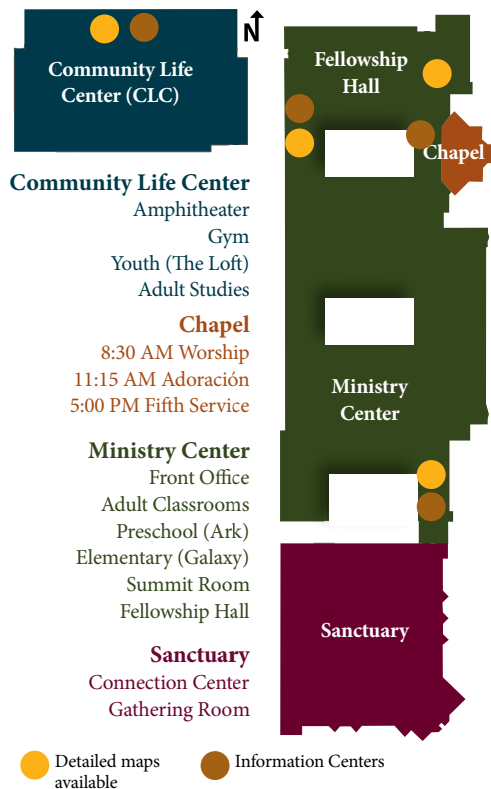 N
Community Life
Center (CLC)
Fellowship
Hall
Chapel
Community Life Center
Amphitheater
Gym
Youth (The Loft)
Adult Studies
Chapel
8:30 AM Worship
11:15 AM Adoración
5:00 PM Fifth Service
Ministry
Center
Ministry Center
Front Office
Adult Classrooms
Preschool (Ark)
Elementary (Galaxy)
Summit Room
Fellowship Hall
Sanctuary
Sanctuary
Connection Center
Gathering Room
Detailed maps
available
Information Centers